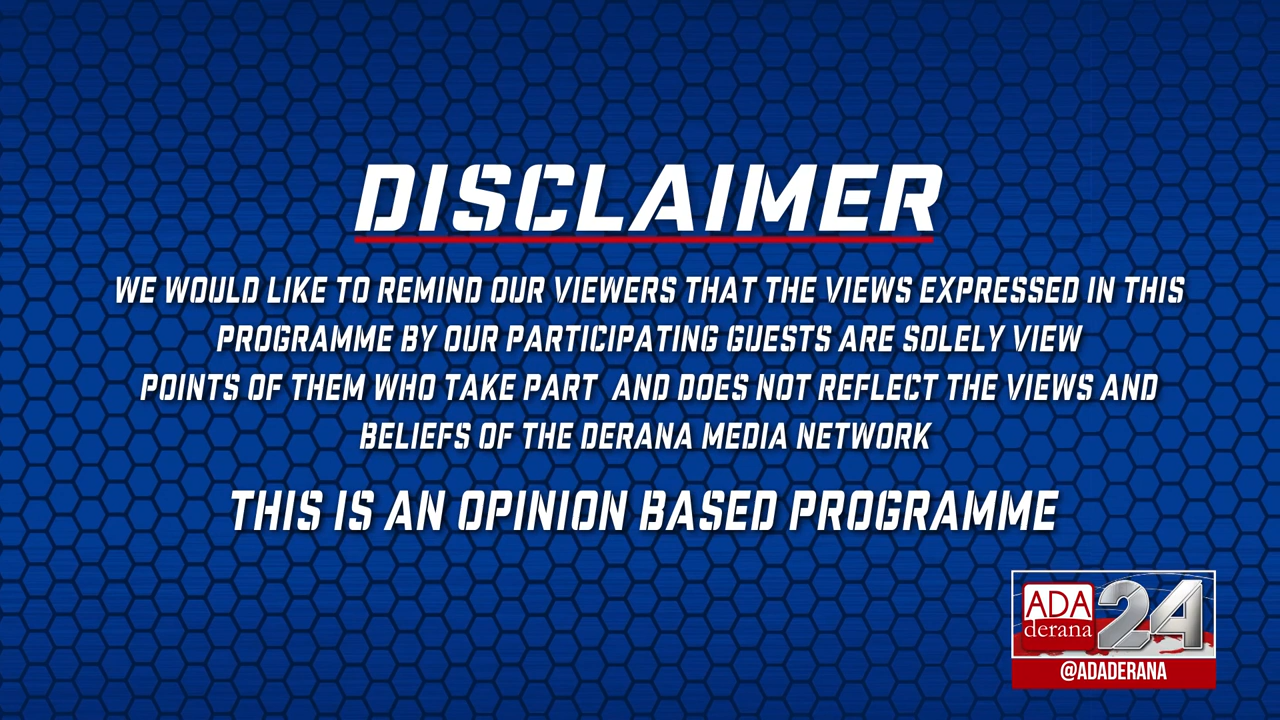 DISCLAIMER
WE WOULD LIKE TO REMIND OUR VIEWERS THAT THE VIEWS EXPRESSED IN THIS
PROGRAMME BY OUR PARTICIPATING GUESTS ARE SOLELY VIEW
POINTS OF THEM WHO TAKE PART AND DOES NOT REFLECT THE VIEWS AND
BELIEFS OF THE DERANA MEDIA NETWORK
THIS IS AN OPINION BASED PROGRAMME
ADA
derana
24
@ADADERANA